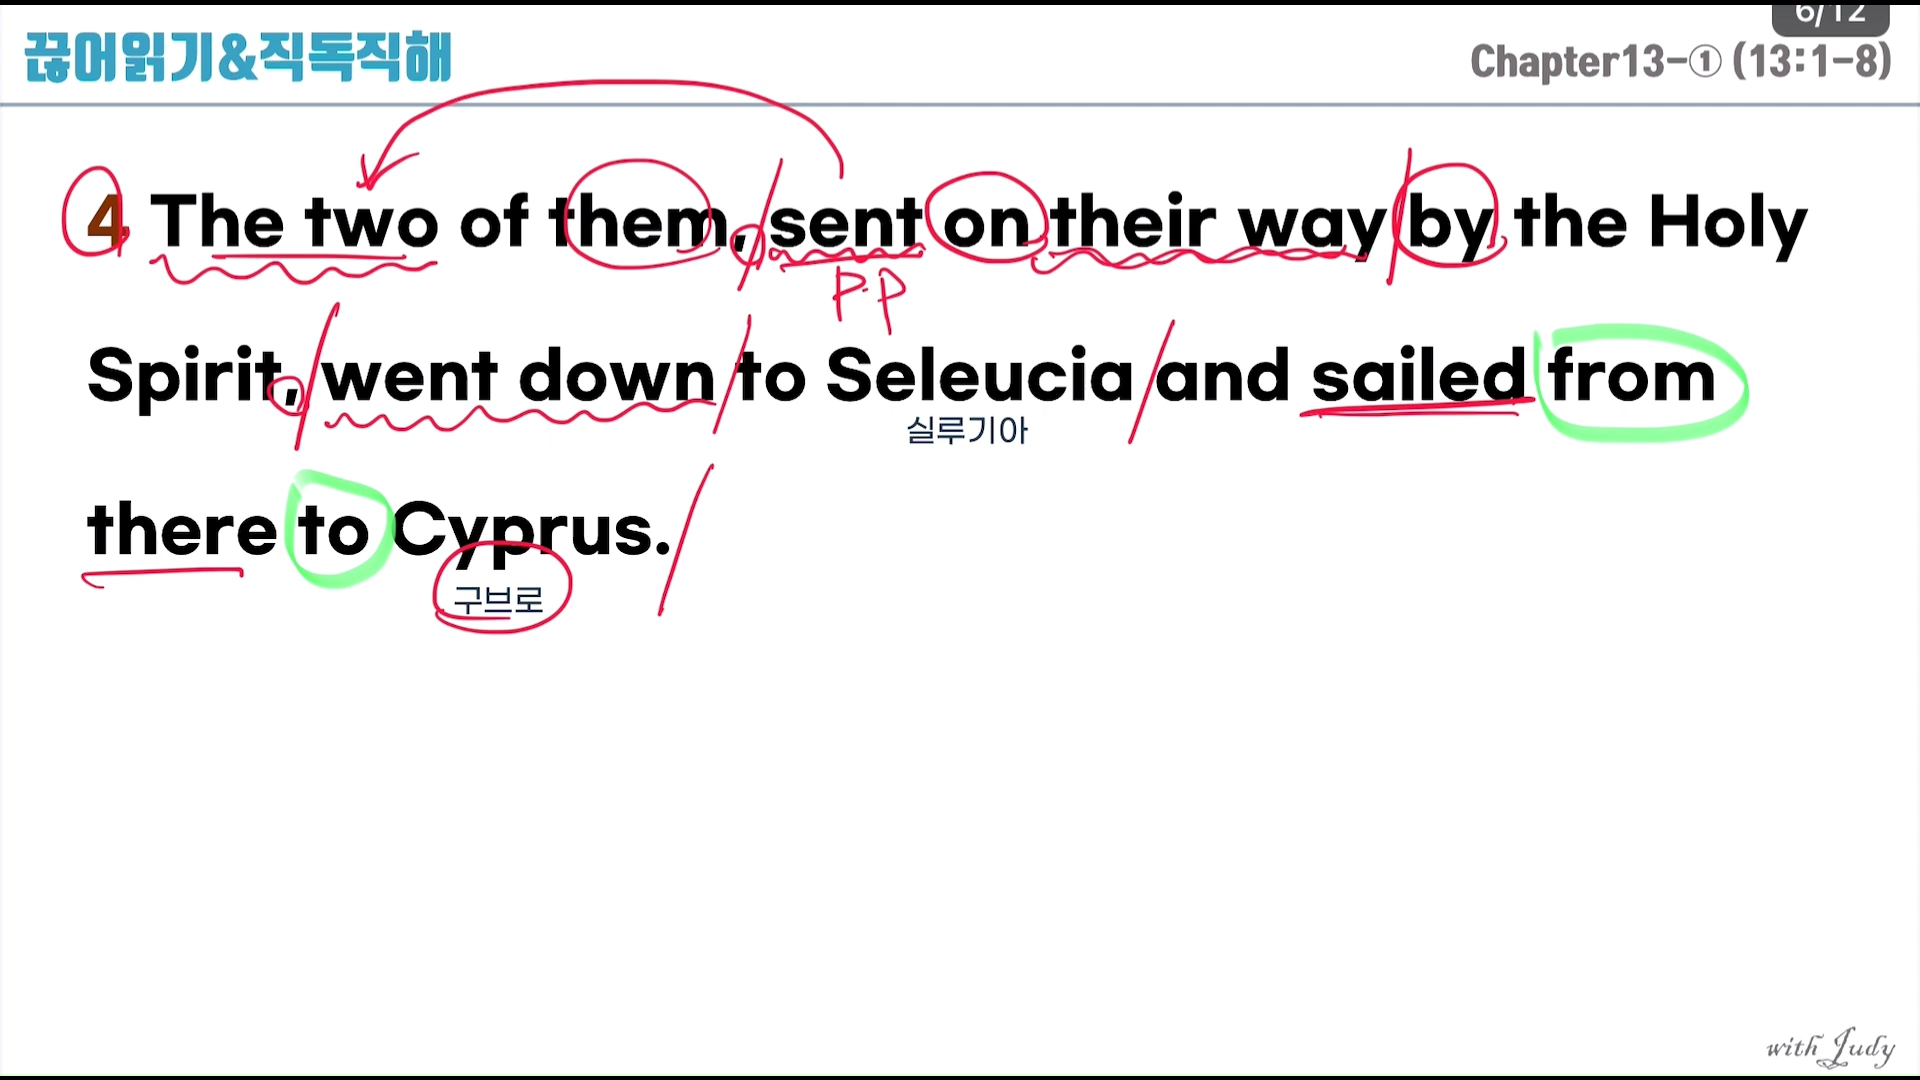 6/12
끊어읽기&직독직해
Chapter13-① (13:1-8)
4 The two of them, sent on their way by the Holy
P.P
Spirit, went down to Seleucia and sailed from
실루기아
there to Cyprus.
구브로
with Judy